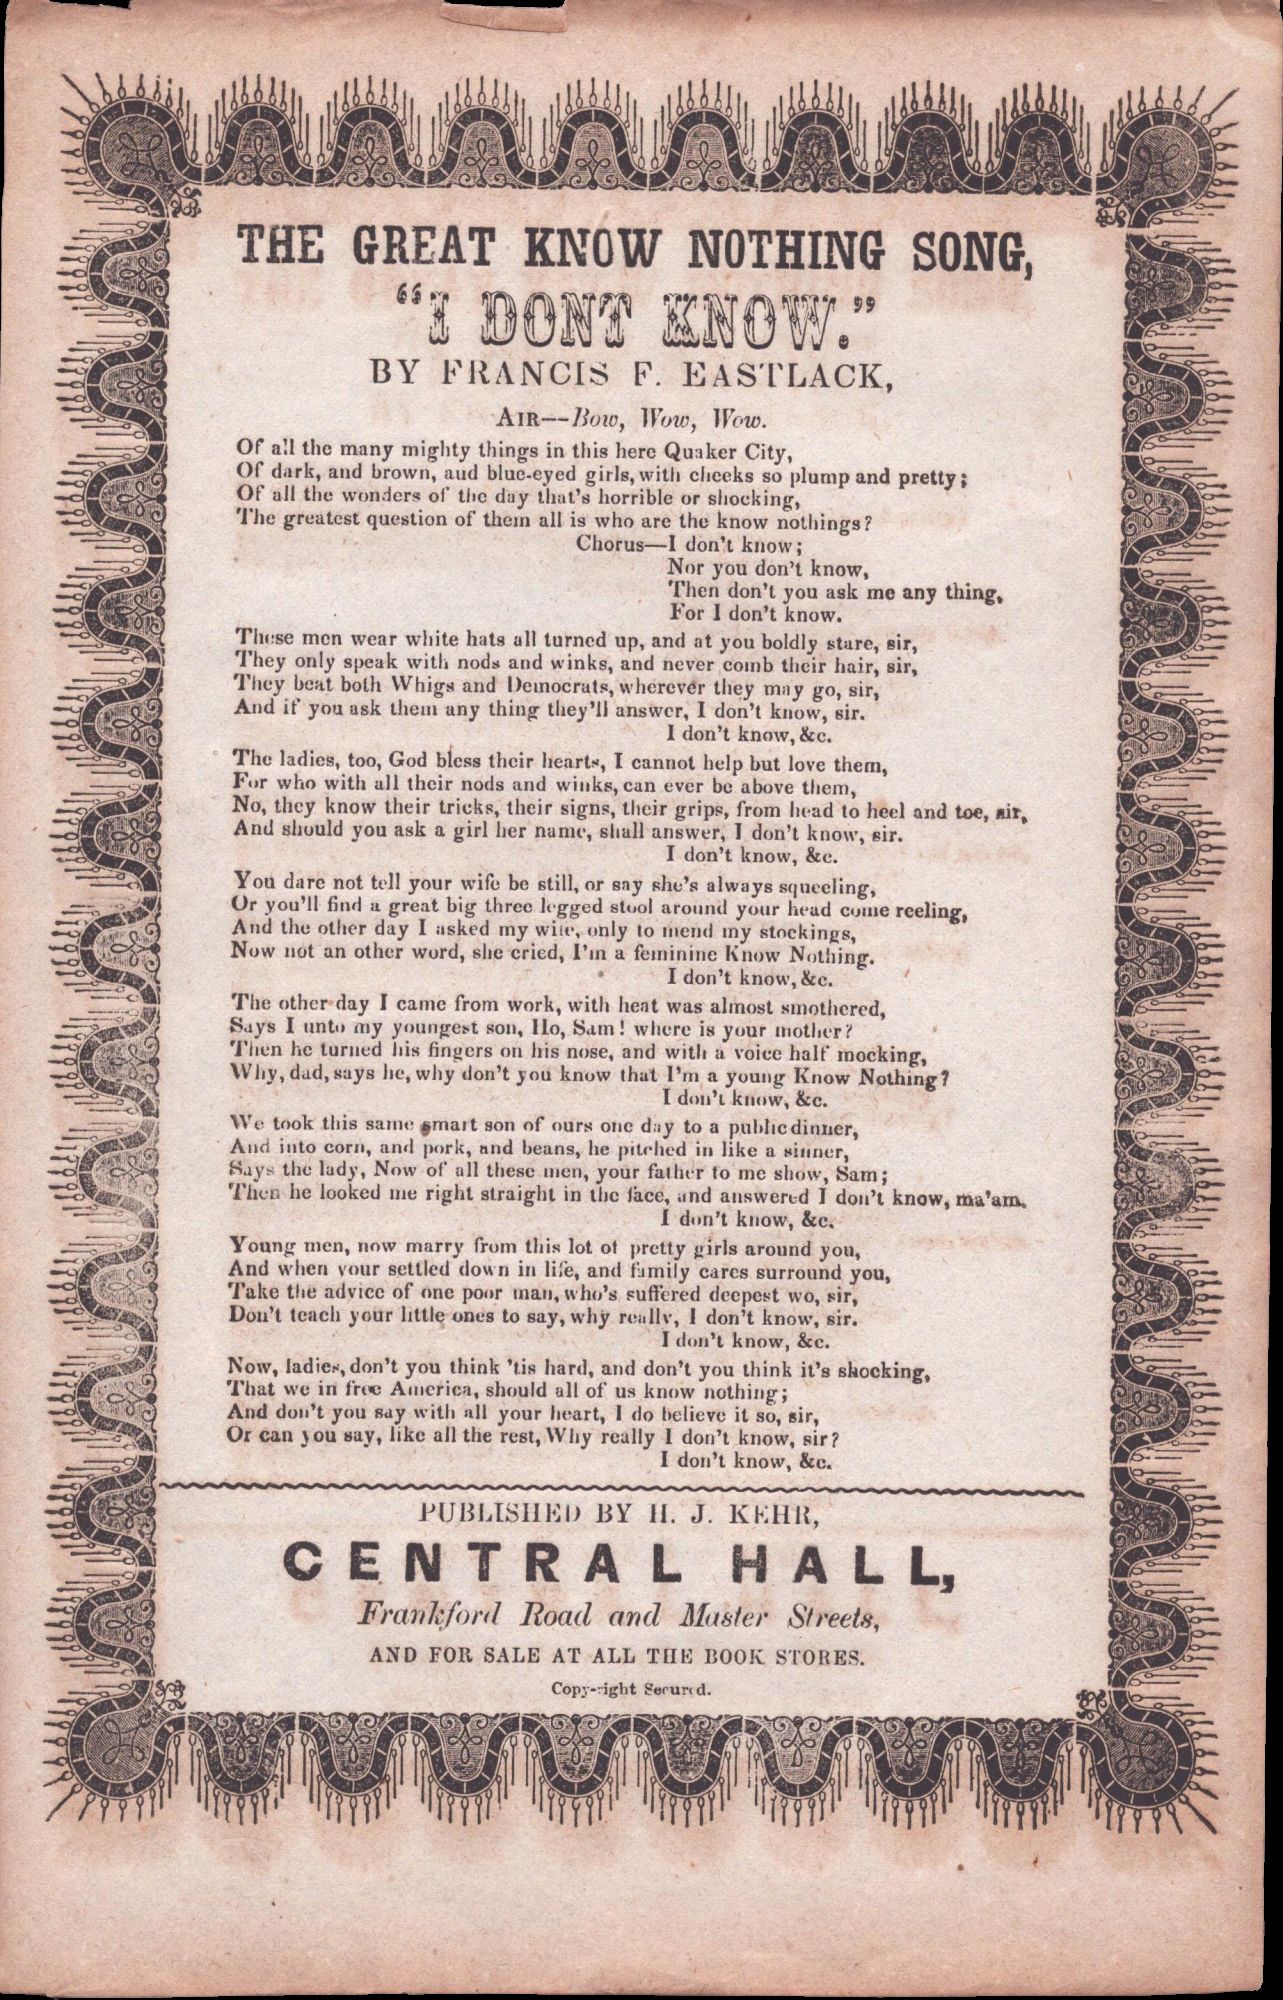 THE GREAT KNOW NOTHING SONG,
"I DONT KNOW."
BY FRANCIS F. EASTLACK,
AIR—Bow, Wow, Wow.
Of all the many mighty things in this here Quaker City,
Of dark, and brown, aud blue-eyed girls, with cheeks so plump and pretty;
Of all the wonders of the day that's horrible or shocking,
The greatest question of them all is who are the know nothings?
Chorus—I don't know;
Nor you don't know,
Then don't you ask me any thing,
For I don't know.
These men wear white hats all turned up, and at you boldly stare, sir,
They only speak with nods and winks, and never comb their hair, sir,
They beat both Whigs and Democrats, wherever they may go, sir,
And if you ask them any thing they'll answer, I don't know, sir.
I don't know, &c.
The ladies, too, God bless their hearts, I cannot help but love them,
For who with all their nods and winks, can ever be above them,
No, they know their tricks, their signs, their grips, from head to heel and toe, sir,
And should you ask a girl her name, shall answer, I don't know, sir.
I don't know, &c.
You dare not tell your wife be still, or say she's always squeeling,
Or you'll find a great big three legged stool around your head come reeling,
And the other day I asked my wife, only to mend my stockings,
Now not an other word, she cried, I'm a feminine Know Nothing.
I don't know, &c.
The other day I came from work, with heat was almost smothered,
Says I unto my youngest son, Ho, Sam! where is your mother?
Then he turned his fingers on his nose, and with a voice half mocking,
Why, dad, says he, why don't you know that I'm a young Know Nothing?
I don't know, &c.
We took this same smart son of ours one day to a public dinner,
And into corn, and pork, and beans, he pitched in like a sinner,
Says the lady, Now of all these men, your father to me show, Sam;
Then he looked me right straight in the face, and answered I don't know, ma'am.
I don't know, &c.
Young men, now marry from this lot of pretty girls around you,
And when your settled down in life, and family cares surround you,
Take the advice of one poor man, who's suffered deepest wo, sir,
Don't teach your little ones to say, why really, I don't know, sir.
I don't know, &c.
Now, ladies, don't you think 'tis hard, and don't you think it's shocking,
That we in free America, should all of us know nothing;
And don't you say with all your heart, I do believe it so, sir,
Or can you say, like all the rest, Why really I don't know, sir?
I don't know, &c.
PUBLISHED BY H. J. KEHR,
CENTRAL HALL,
Frankford Road and Master Streets,
AND FOR SALE AT ALL THE BOOK STORES.
Copy-right Secured.